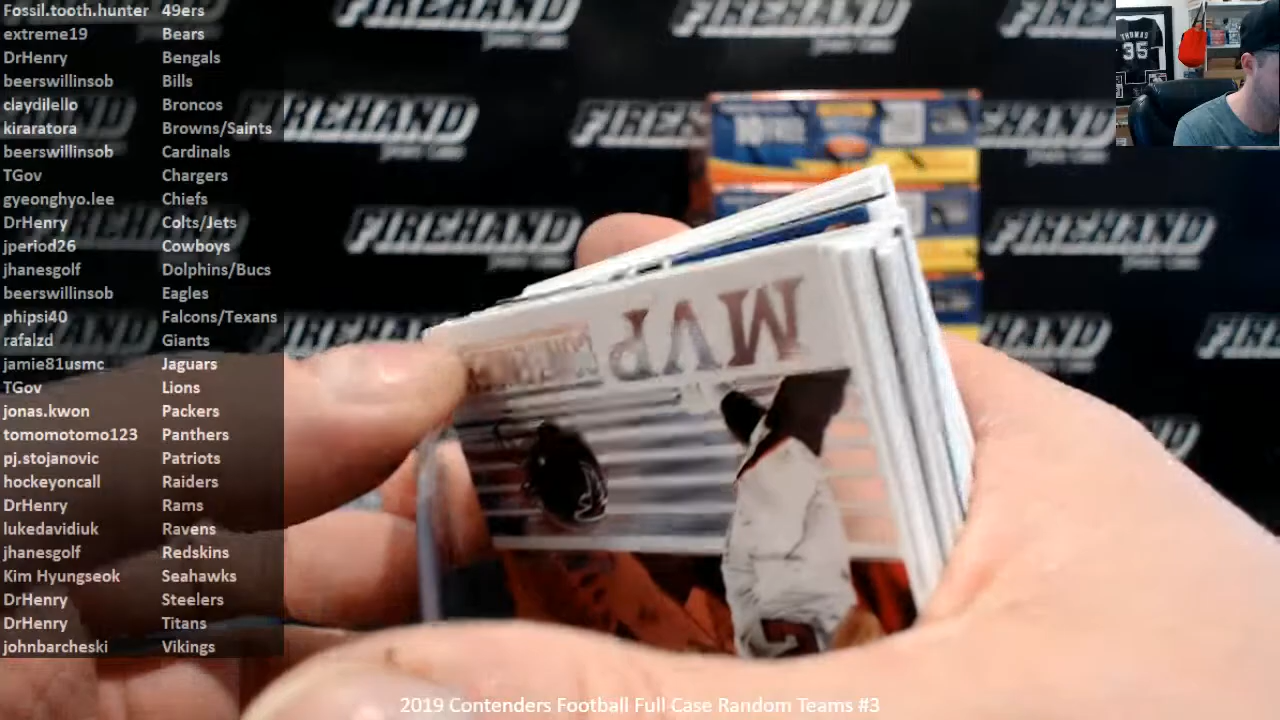 Fossil.tooth.hunter 49ers
extreme19 Bears
DrHenry Bengals
beerswillinsob Bills
claydilello Broncos
kiraratora Browns/Saints
beerswillinsob Cardinals
TGov Chargers
gyeonghyo.lee Chiefs
DrHenry Colts/Jets
jperiod26 Cowboys
jhanesgolf Dolphins/Bucs
beerswillinsob Eagles
phipsi40 Falcons/Texans
rafalzd Giants
jamie81usmc Jaguars
TGov Lions
jonas.kwon Packers
tomomotomo123 Panthers
pj.stojanovic Patriots
hockeyoncall Raiders
DrHenry Rams
lukedavidiuk Ravens
jhanesgolf Redskins
Kim Hyungseok Seahawks
DrHenry Steelers
DrHenry Titans
johnbarcheski Vikings
FIREHAND
FIREHAND
FIREHAND
FIREHAND
FIREHAND
THOMAS
35
MVP
2019 Contenders Football Full Case Random Teams #3